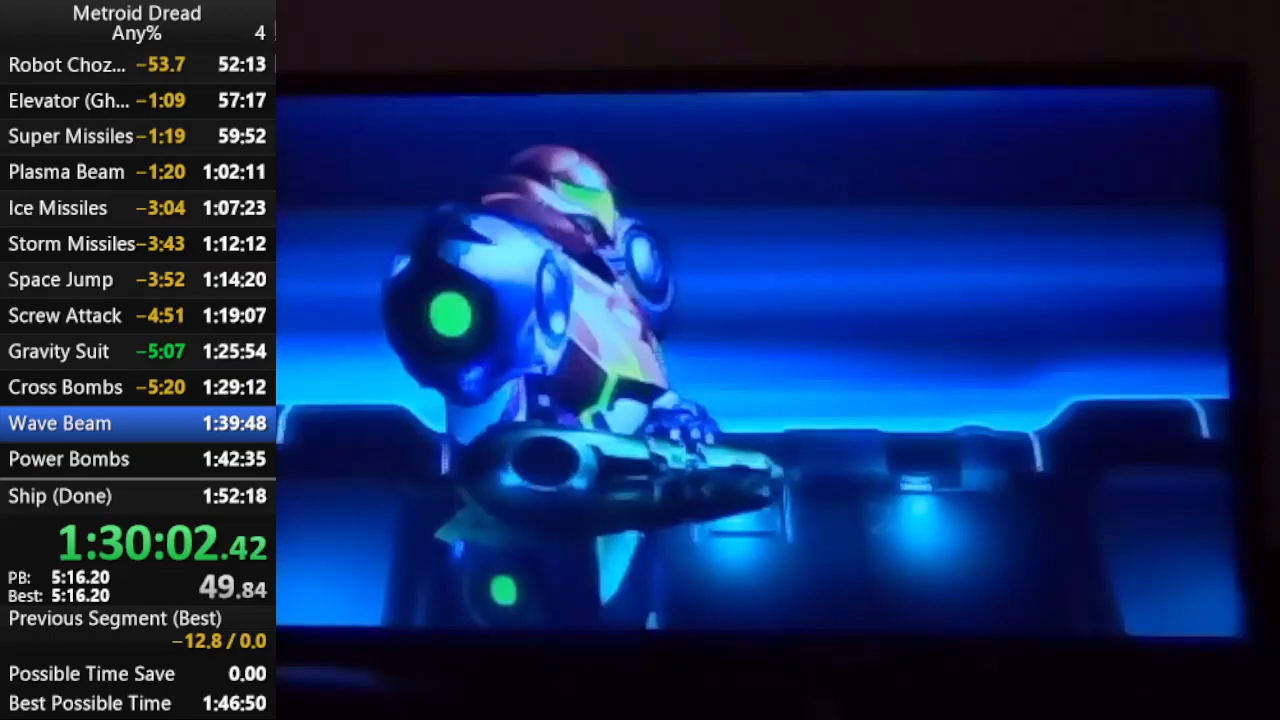 Metroid Dread
Any% 4
Robot Choz... −53.7 52:13
Elevator (Gh... −1:09 57:17
Super Missiles −1:19 59:52
Plasma Beam −1:20 1:02:11
Ice Missiles −3:04 1:07:23
Storm Missiles −3:43 1:12:12
Space Jump −3:52 1:14:20
Screw Attack −4:51 1:19:07
Gravity Suit −5:07 1:25:54
Cross Bombs −5:20 1:29:12
Wave Beam 1:39:48
Power Bombs 1:42:35
Ship (Done) 1:52:18
1:30:02.42
PB: 5:16.20 49.84
Best: 5:16.20
Previous Segment (Best)
−12.8 / 0.0
Possible Time Save 0.00
Best Possible Time 1:46:50